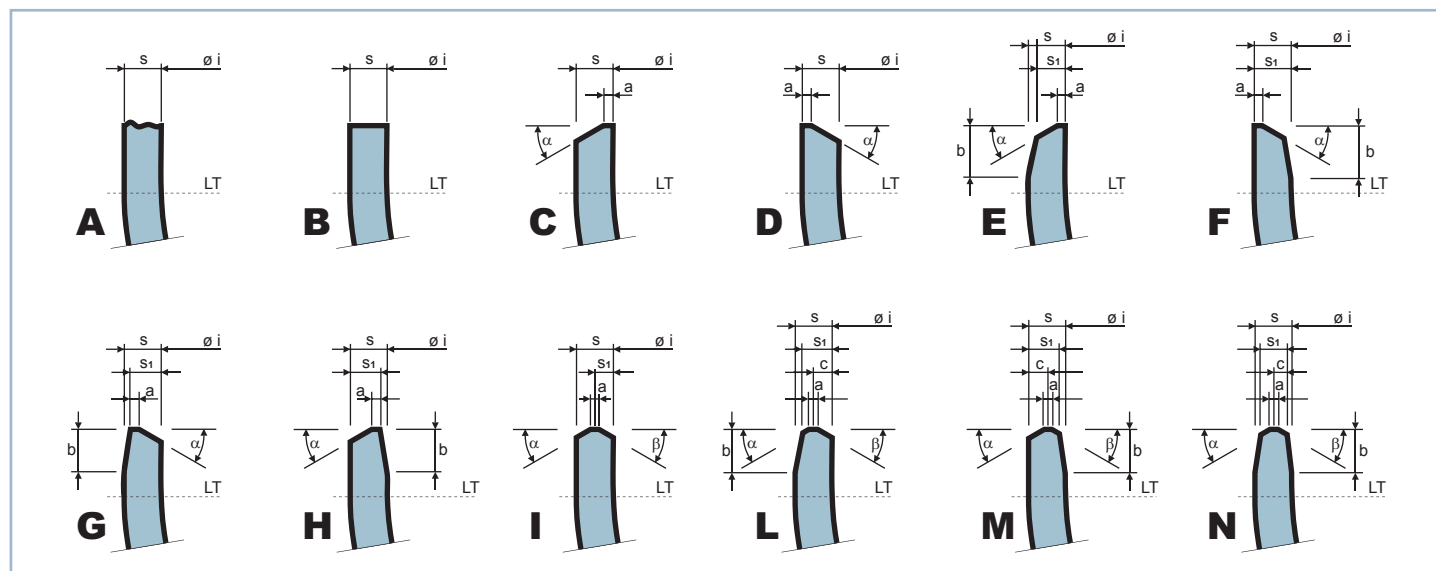 s ø i
A LT
s ø i
B LT
s ø i
a
α
C LT
s ø i
a
α
D LT
s ø i
s1
a
b α
E LT
s ø i
s1
a
α b
F LT
s ø i
s1
a
b α
G LT
s ø i
s1
a
α b
H LT
s ø i
s1
a
α β
I LT
s ø i
s1
c
a
b α β
L LT
s ø i
s1
c
a
α β b
M LT
s ø i
s1
c
a
α β b
N LT